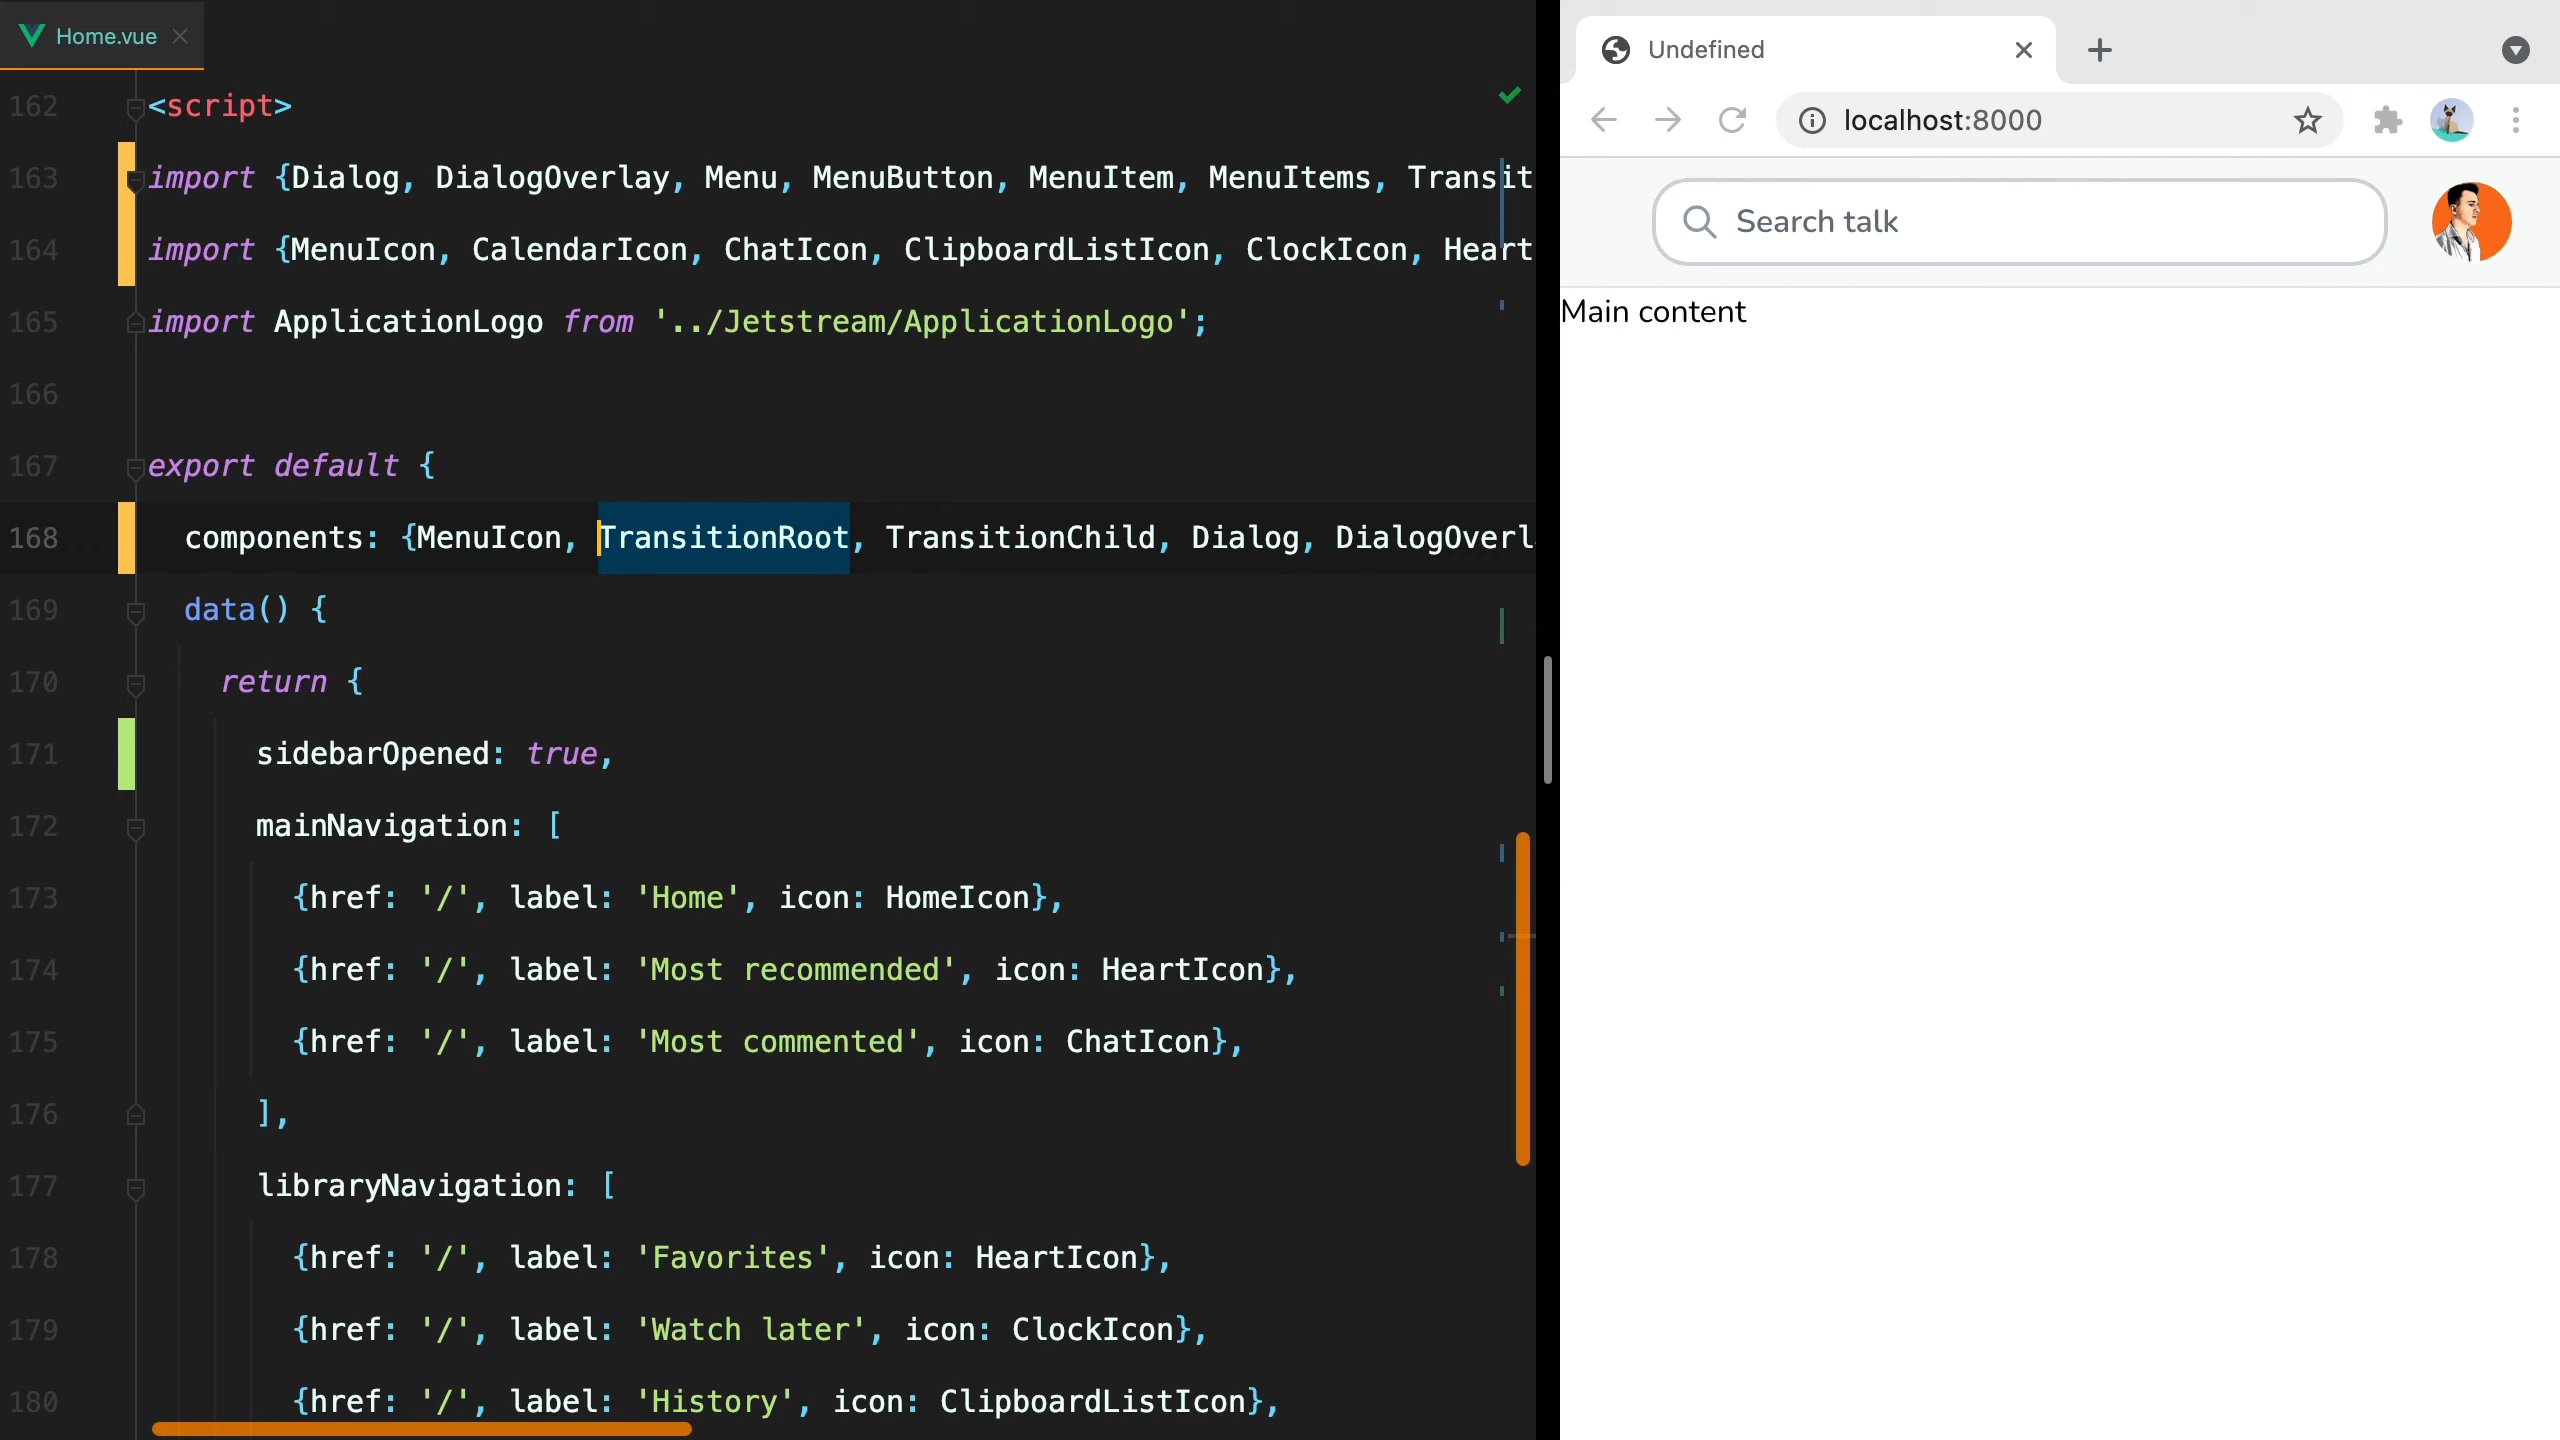 Home.vue
162 <script>
163 import {Dialog, DialogOverlay, Menu, MenuButton, MenuItem, MenuItems, Transit
164 import {MenuIcon, CalendarIcon, ChatIcon, ClipboardListIcon, ClockIcon, Heart
165 import ApplicationLogo from '../Jetstream/ApplicationLogo';
166
167 export default {
168 components: {MenuIcon, TransitionRoot, TransitionChild, Dialog, DialogOverl
169 data() {
170 return {
171 sidebarOpened: true,
172 mainNavigation: [
173 {href: '/', label: 'Home', icon: HomeIcon},
174 {href: '/', label: 'Most recommended', icon: HeartIcon},
175 {href: '/', label: 'Most commented', icon: ChatIcon},
176 ],
177 libraryNavigation: [
178 {href: '/', label: 'Favorites', icon: HeartIcon},
179 {href: '/', label: 'Watch later', icon: ClockIcon},
180 {href: '/', label: 'History', icon: ClipboardListIcon},
Undefined
localhost:8000
Search talk
Main content